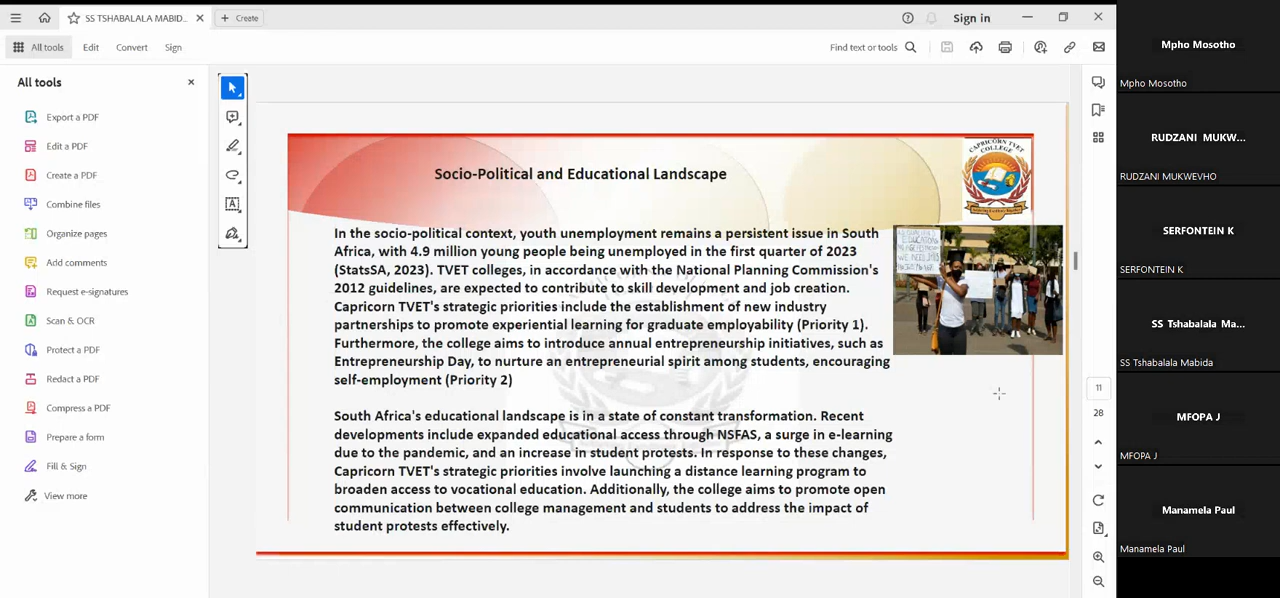 SS TSHABALALA MABID...
Create
Sign in
All tools
Edit
Convert
Sign
Find text or tools
All tools
Export a PDF
Edit a PDF
Create a PDF
Combine files
Organize pages
Add comments
Request e-signatures
Scan & OCR
Protect a PDF
Redact a PDF
Compress a PDF
Prepare a form
Fill & Sign
View more
Socio-Political and Educational Landscape
CAPRICORN TVET
COLLEGE
In the socio-political context, youth unemployment remains a persistent issue in South
Africa, with 4.9 million young people being unemployed in the first quarter of 2023
(StatsSA, 2023). TVET colleges, in accordance with the National Planning Commission's
2012 guidelines, are expected to contribute to skill development and job creation.
Capricorn TVET's strategic priorities include the establishment of new industry
partnerships to promote experiential learning for graduate employability (Priority 1).
Furthermore, the college aims to introduce annual entrepreneurship initiatives, such as
Entrepreneurship Day, to nurture an entrepreneurial spirit among students, encouraging
self-employment (Priority 2)
South Africa's educational landscape is in a state of constant transformation. Recent
developments include expanded educational access through NSFAS, a surge in e-learning
due to the pandemic, and an increase in student protests. In response to these changes,
Capricorn TVET's strategic priorities involve launching a distance learning program to
broaden access to vocational education. Additionally, the college aims to promote open
communication between college management and students to address the impact of
student protests effectively.
11
28
Mpho Mosotho
Mpho Mosotho
RUDZANI MUKW...
RUDZANI MUKWEVHO
SERFONTEIN K
SERFONTEIN K
SS Tshabalala Ma...
SS Tshabalala Mabida
MFOPA J
MFOPA J
Manamela Paul
Manamela Paul